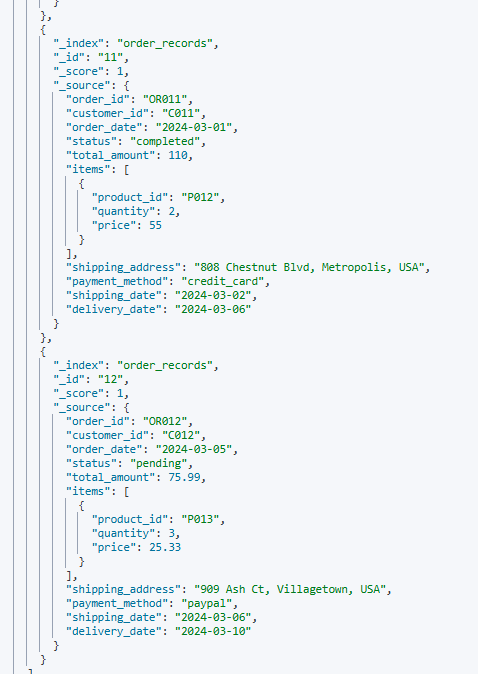 }
},
{
"_index": "order_records",
"_id": "11",
"_score": 1,
"_source": {
"order_id": "OR011",
"customer_id": "C011",
"order_date": "2024-03-01",
"status": "completed",
"total_amount": 110,
"items": [
{
"product_id": "P012",
"quantity": 2,
"price": 55
}
],
"shipping_address": "808 Chestnut Blvd, Metropolis, USA",
"payment_method": "credit_card",
"shipping_date": "2024-03-02",
"delivery_date": "2024-03-06"
}
},
{
"_index": "order_records",
"_id": "12",
"_score": 1,
"_source": {
"order_id": "OR012",
"customer_id": "C012",
"order_date": "2024-03-05",
"status": "pending",
"total_amount": 75.99,
"items": [
{
"product_id": "P013",
"quantity": 3,
"price": 25.33
}
],
"shipping_address": "909 Ash Ct, Villagetown, USA",
"payment_method": "paypal",
"shipping_date": "2024-03-06",
"delivery_date": "2024-03-10"
}
}
]